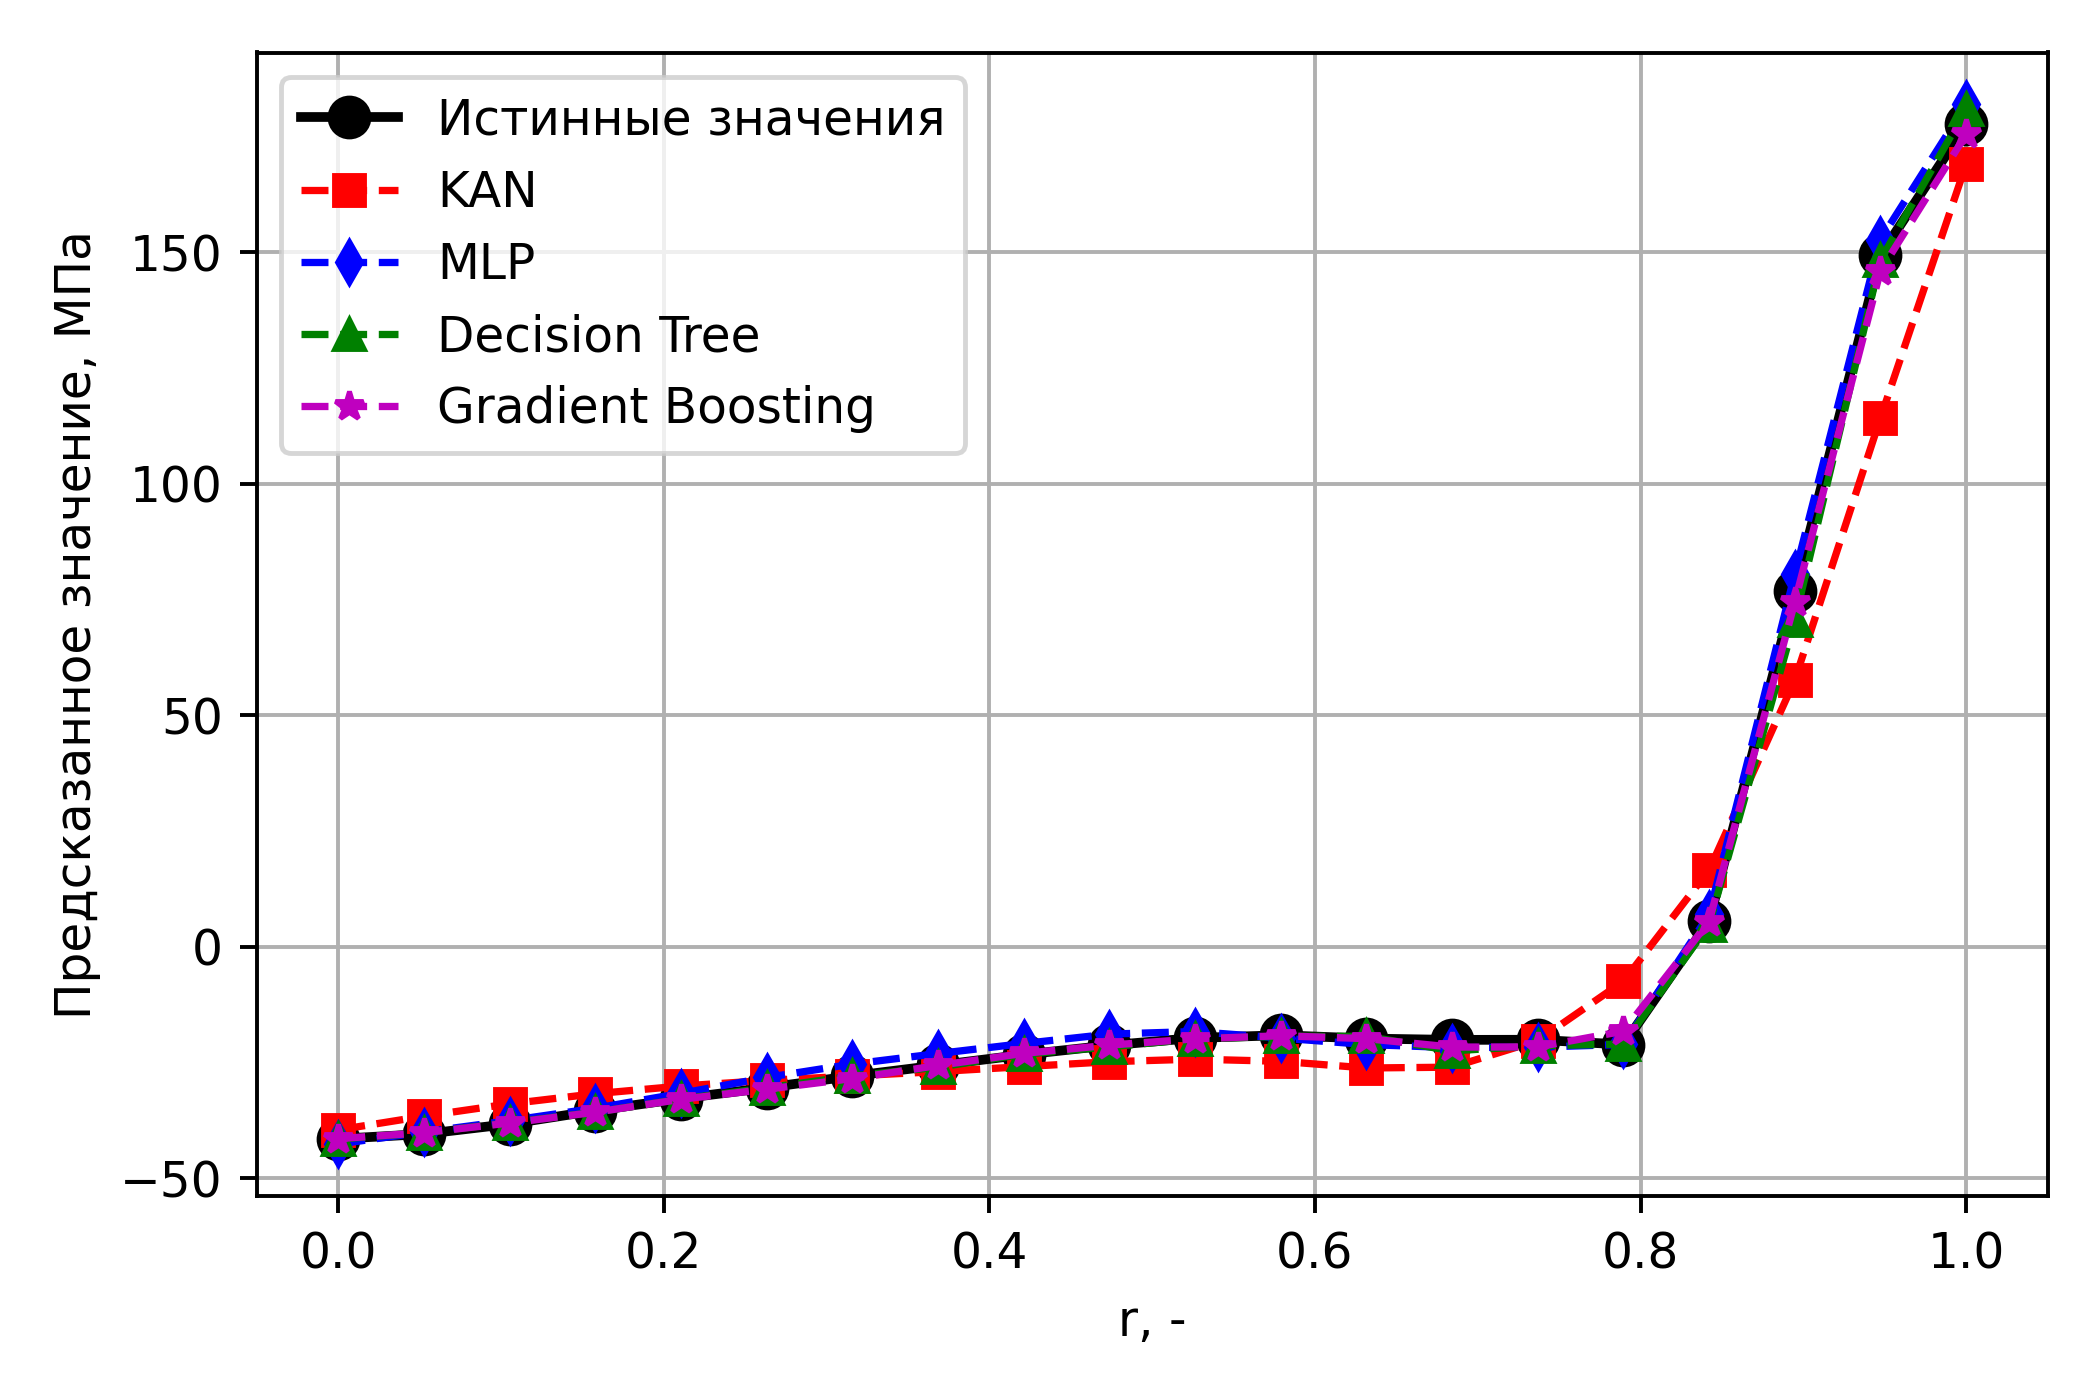 Истинные значения
KAN
MLP
Decision Tree
Gradient Boosting
Предсказанное значение, МПа
150
100
50
0
−50
0.0 0.2 0.4 0.6 0.8 1.0
r, -